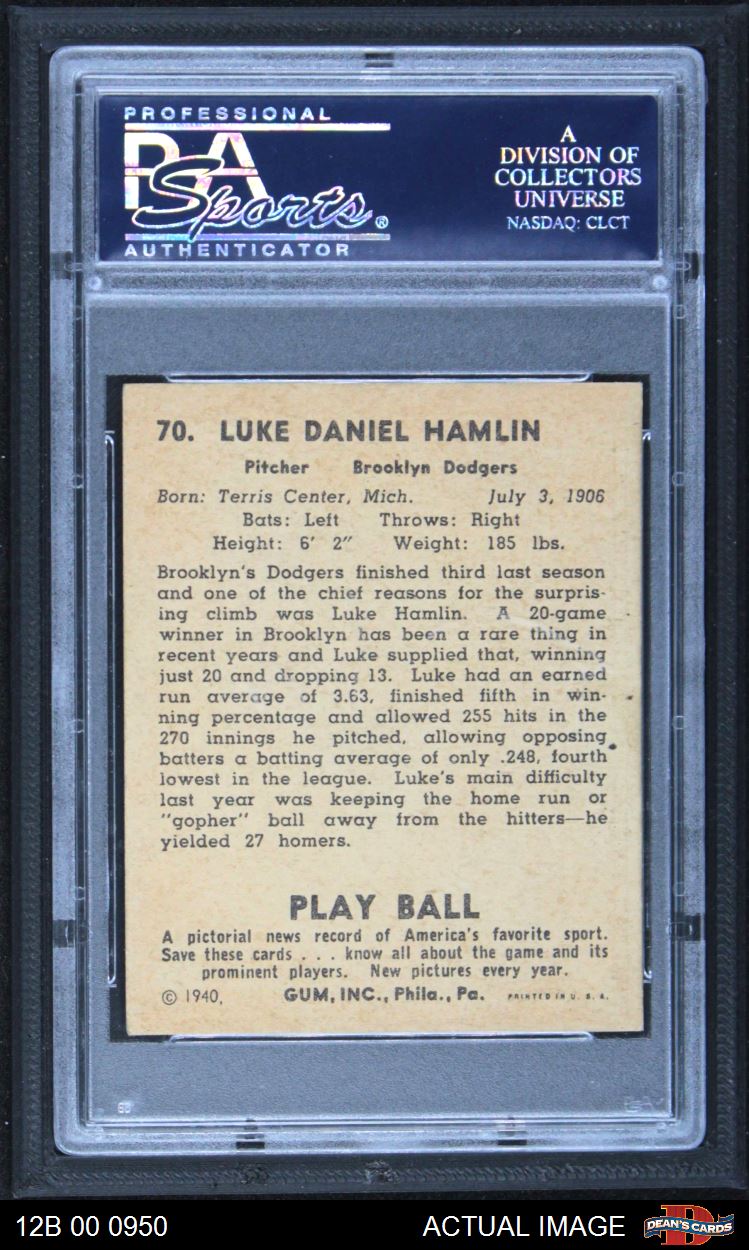 PROFESSIONAL
PSA
Sports®
AUTHENTICATOR
A
DIVISION OF
COLLECTORS
UNIVERSE
NASDAQ: CLCT
70. LUKE DANIEL HAMLIN
Pitcher Brooklyn Dodgers
Born: Terris Center, Mich. July 3, 1906
Bats: Left Throws: Right
Height: 6' 2" Weight: 185 lbs.
Brooklyn's Dodgers finished third last season
and one of the chief reasons for the surpris-
ing climb was Luke Hamlin. A 20-game
winner in Brooklyn has been a rare thing in
recent years and Luke supplied that, winning
just 20 and dropping 13. Luke had an earned
run average of 3.63, finished fifth in win-
ning percentage and allowed 255 hits in the
270 innings he pitched, allowing opposing
batters a batting average of only .248, fourth
lowest in the league. Luke's main difficulty
last year was keeping the home run or
"gopher" ball away from the hitters—he
yielded 27 homers.
PLAY BALL
A pictorial news record of America's favorite sport.
Save these cards . . . know all about the game and its
prominent players. New pictures every year.
© 1940, GUM, INC., Phila., Pa. PRINTED IN U. S. A.
12B 00 0950 ACTUAL IMAGE DEAN'S CARDS